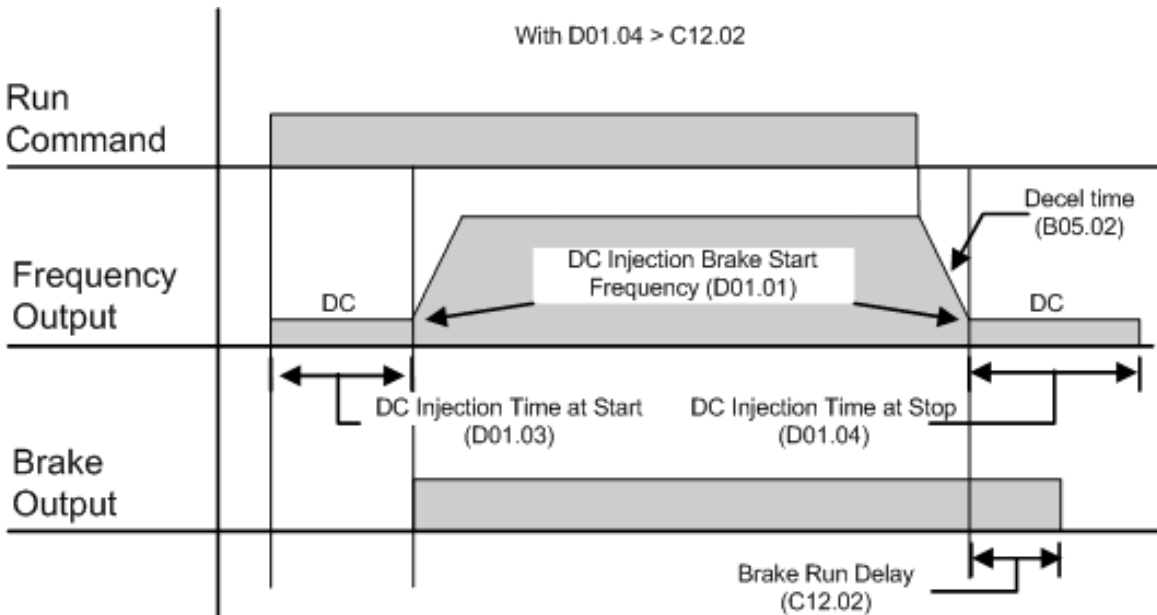 With D01.04 > C12.02
Run
Command
Decel time
(B05.02)
DC Injection Brake Start
Frequency (D01.01)
Frequency
Output
DC
DC
DC Injection Time at Start
(D01.03)
DC Injection Time at Stop
(D01.04)
Brake
Output
Brake Run Delay
(C12.02)